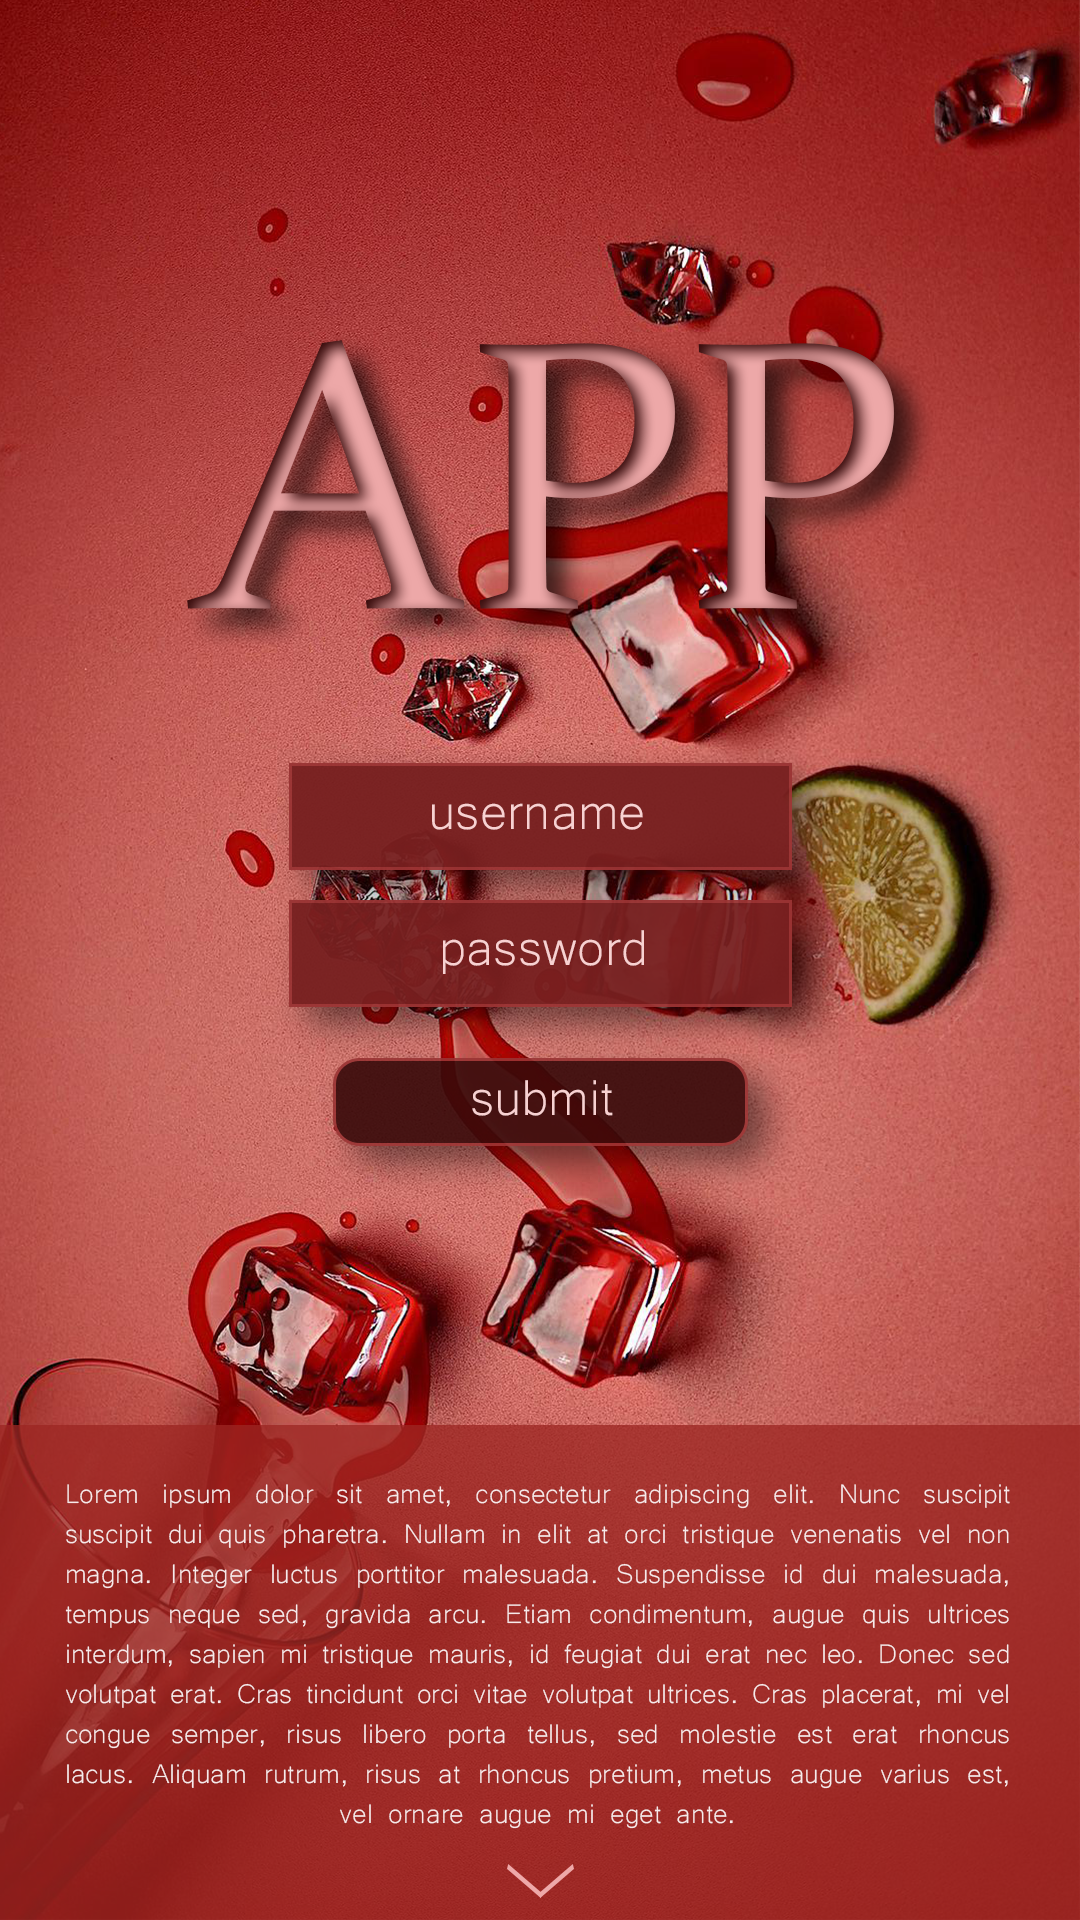 APP
username
password
submit
Lorem ipsum dolor sit amet, consectetur adipiscing elit. Nunc suscipit
suscipit dui quis pharetra. Nullam in elit at orci tristique venenatis vel non
magna. Integer luctus porttitor malesuada. Suspendisse id dui malesuada,
tempus neque sed, gravida arcu. Etiam condimentum, augue quis ultrices
interdum, sapien mi tristique mauris, id feugiat dui erat nec leo. Donec sed
volutpat erat. Cras tincidunt orci vitae volutpat ultrices. Cras placerat, mi vel
congue semper, risus libero porta tellus, sed molestie est erat rhoncus
lacus. Aliquam rutrum, risus at rhoncus pretium, metus augue varius est,
vel ornare augue mi eget ante.